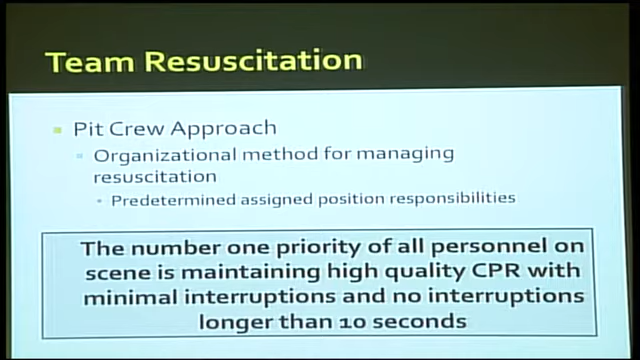 Team Resuscitation
Pit Crew Approach
Organizational method for managing
resuscitation
Predetermined assigned position responsibilities
The number one priority of all personnel on
scene is maintaining high quality CPR with
minimal interruptions and no interruptions
longer than 10 seconds